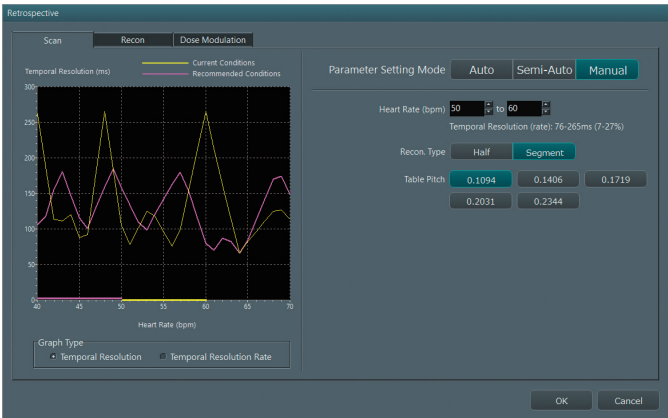 Retrospective
Scan Recon Dose Modulation
Current Conditions
Temporal Resolution (ms) Recommended Conditions
300
250
200
150
100
50
0
40 45 50 55 60 65 70
Heart Rate (bpm)
Graph Type
Temporal Resolution Temporal Resolution Rate
Parameter Setting Mode Auto Semi-Auto Manual
Heart Rate (bpm) 50 to 60
Temporal Resolution (rate): 76-265ms (7-27%)
Recon. Type Half Segment
Table Pitch 0.1094 0.1406 0.1719
0.2031 0.2344
OK Cancel